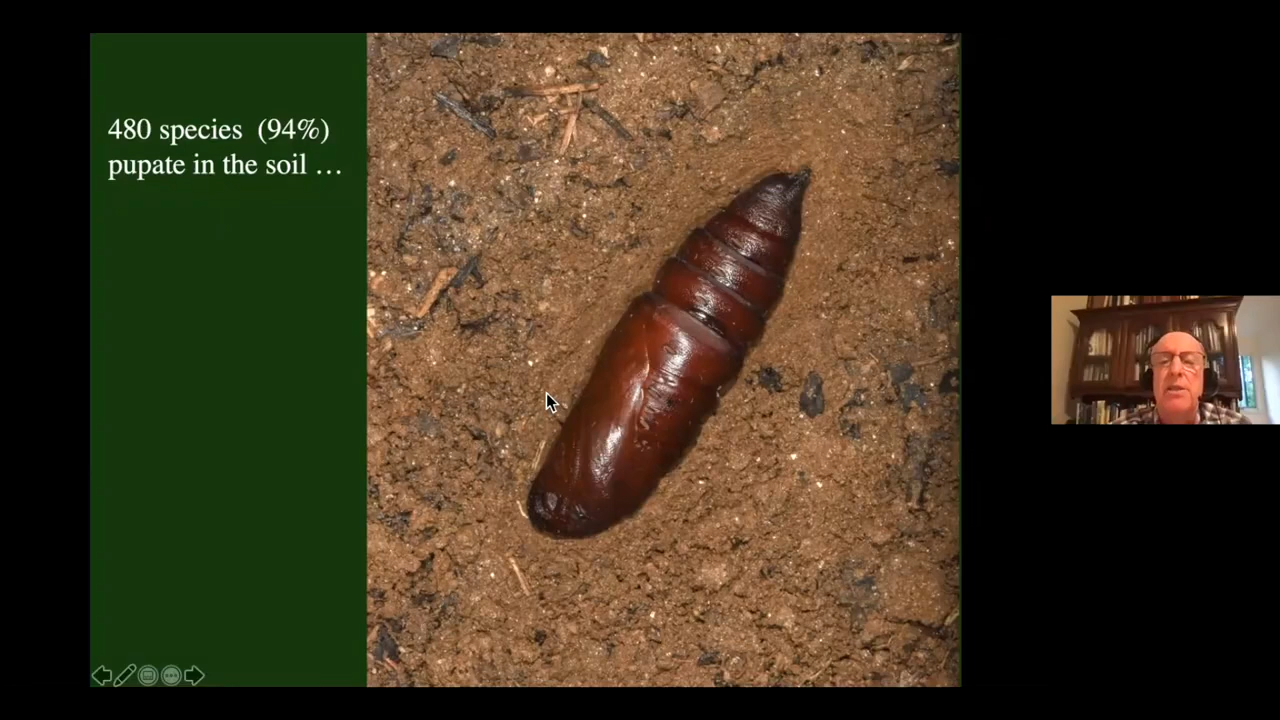 480 species (94%)
pupate in the soil …